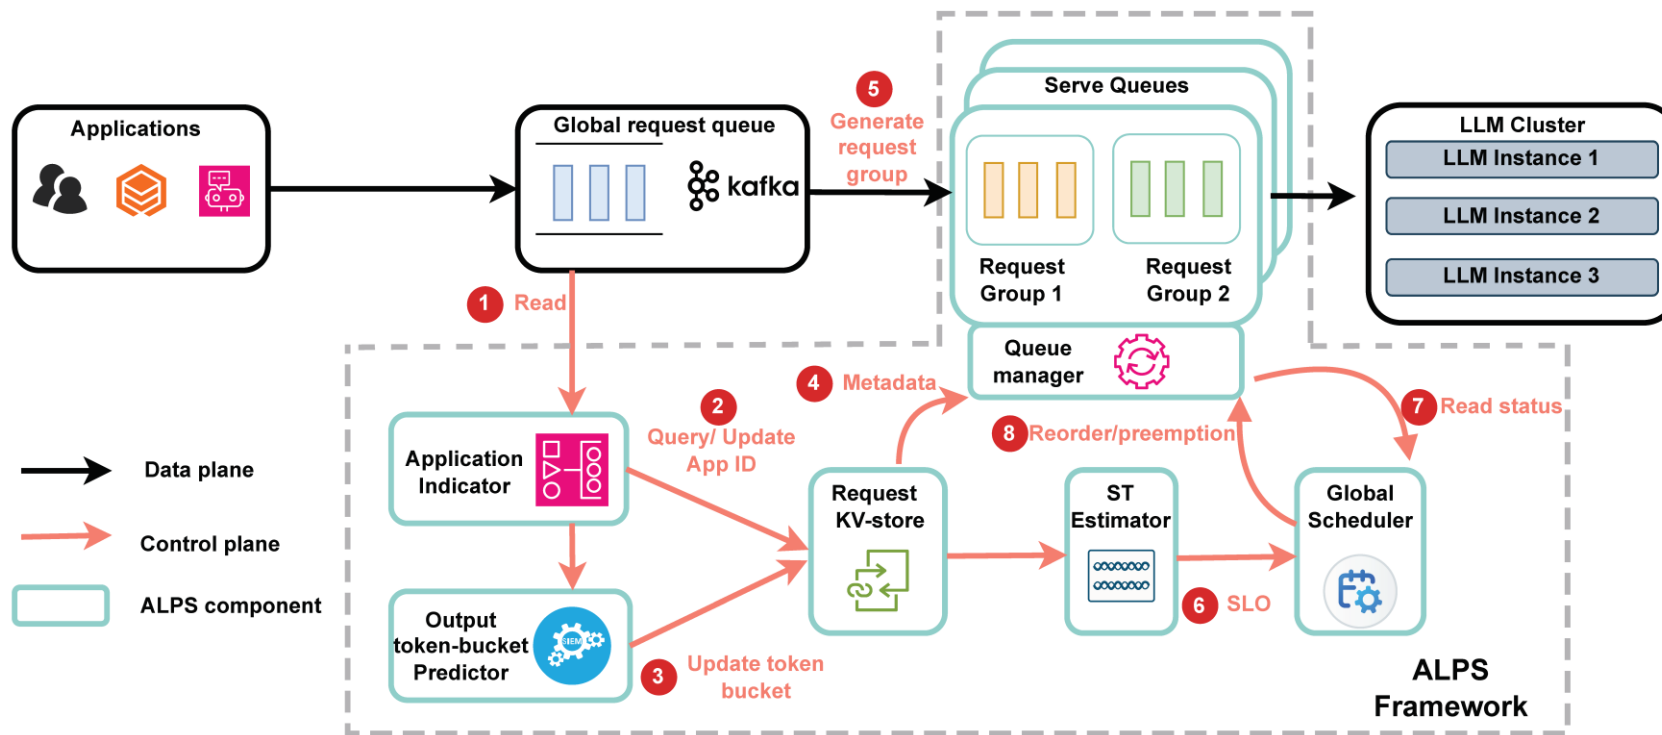 Applications
Global request queue
kafka
5
Generate
request
group
Serve Queues
Request
Group 1
Request
Group 2
LLM Cluster
LLM Instance 1
LLM Instance 2
LLM Instance 3
1 Read
Queue
manager
4 Metadata
2
Query/ Update
App ID
8 Reorder/preemption
7 Read status
Application
Indicator
Request
KV-store
ST
Estimator
Global
Scheduler
Data plane
Control plane
ALPS component
Output
token-bucket
Predictor
SIEM
3 Update token
bucket
6 SLO
ALPS
Framework